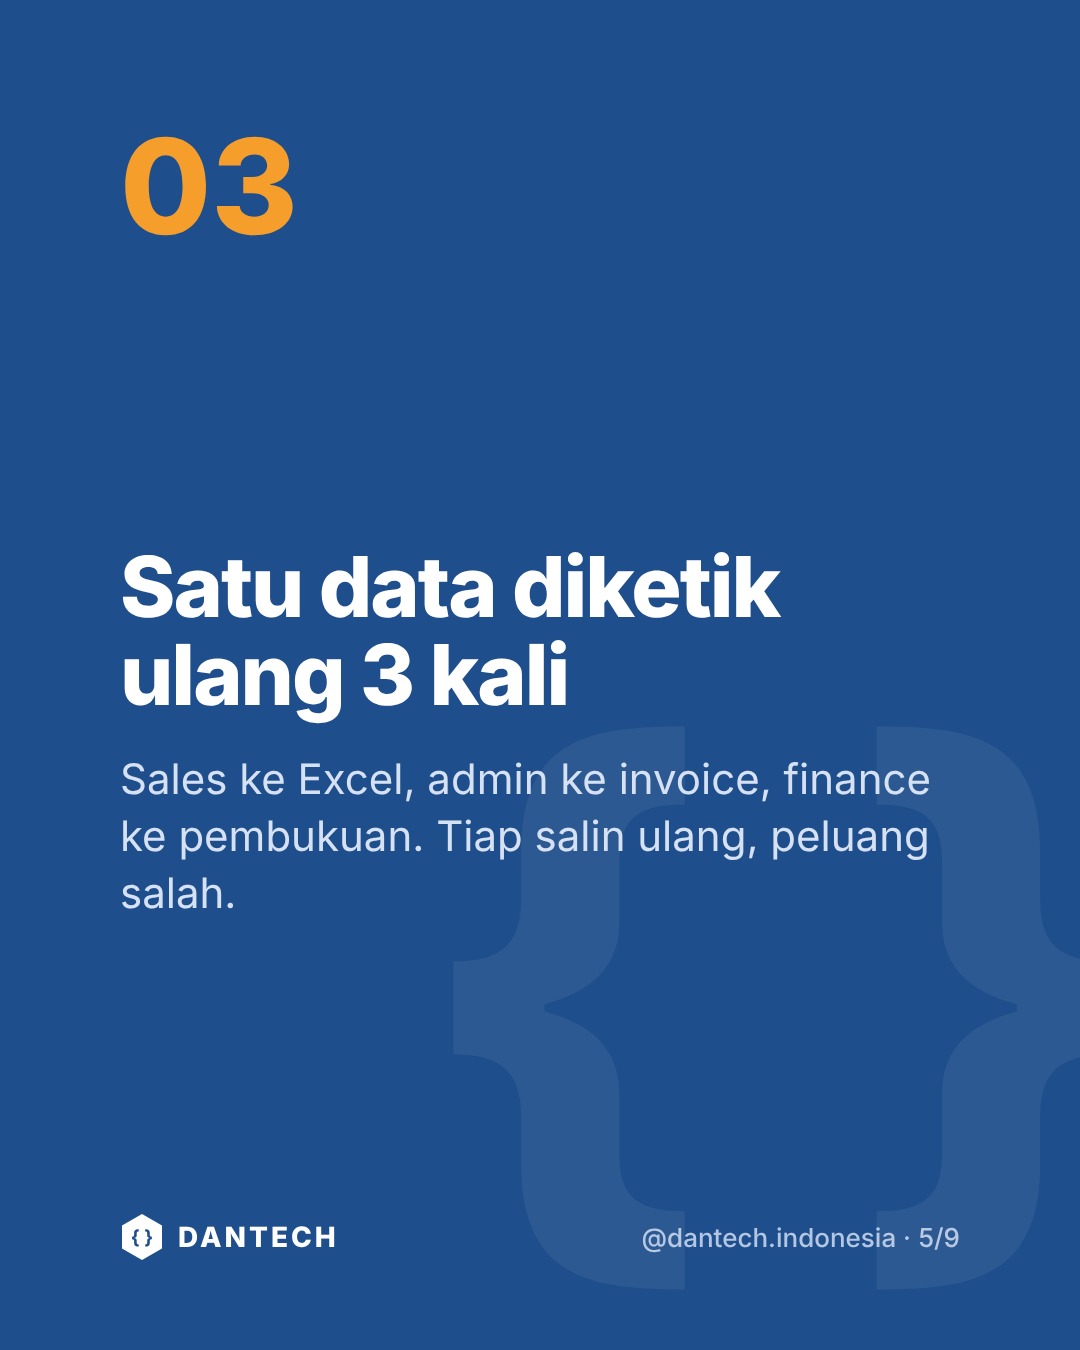 03
Satu data diketik
ulang 3 kali
Sales ke Excel, admin ke invoice, finance
ke pembukuan. Tiap salin ulang, peluang
salah.
{ }
{ } DANTECH
@dantech.indonesia · 5/9